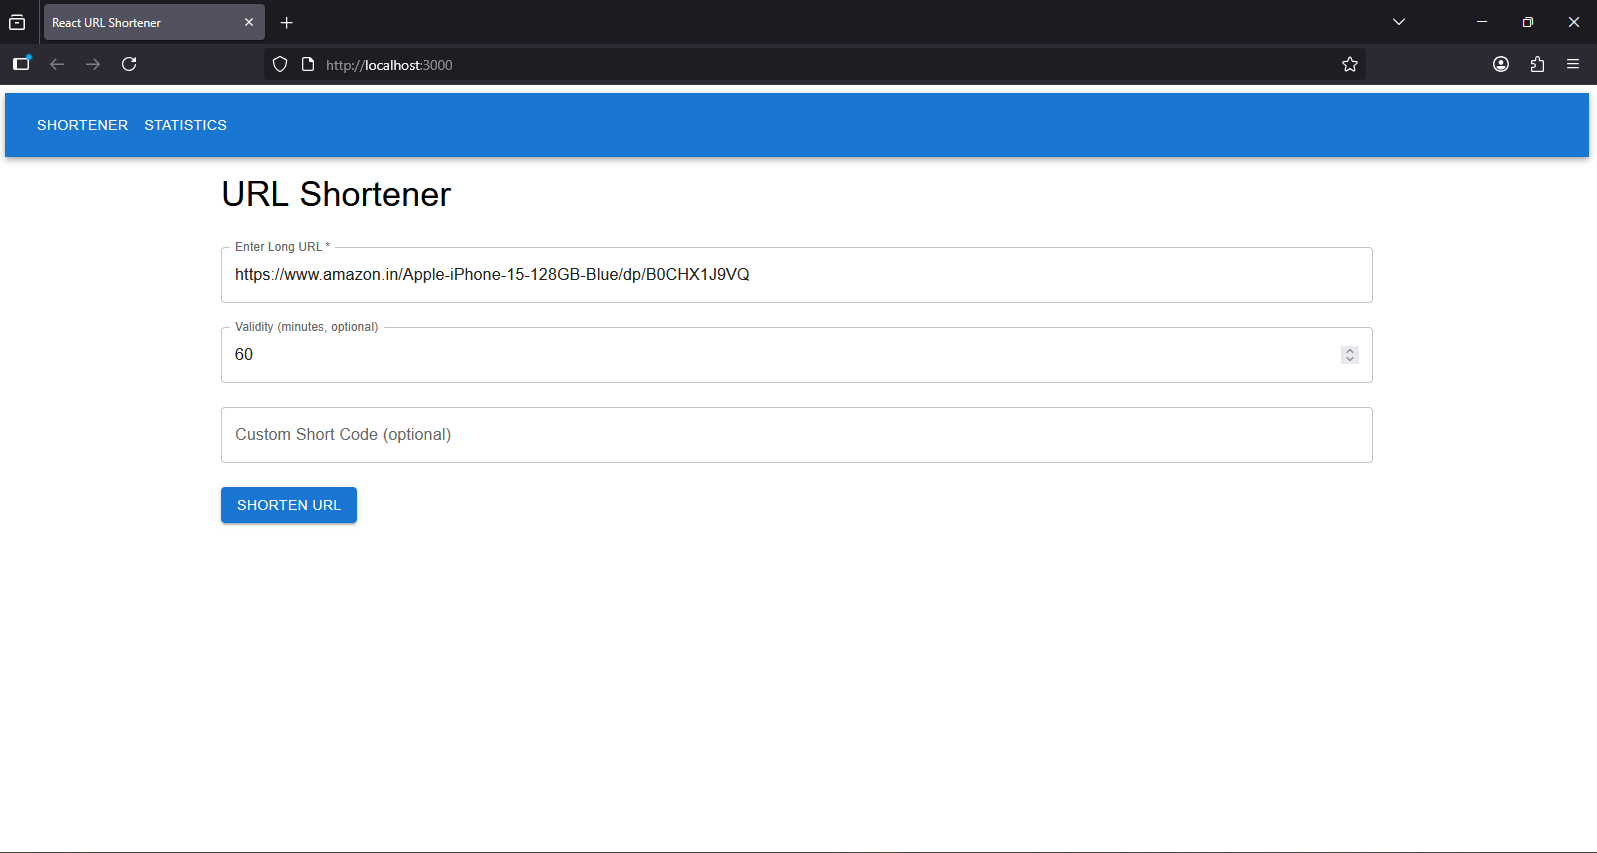 React URL Shortener
http://localhost:3000
SHORTENER STATISTICS
URL Shortener
Enter Long URL *
https://www.amazon.in/Apple-iPhone-15-128GB-Blue/dp/B0CHX1J9VQ
Validity (minutes, optional)
60
Custom Short Code (optional)
SHORTEN URL